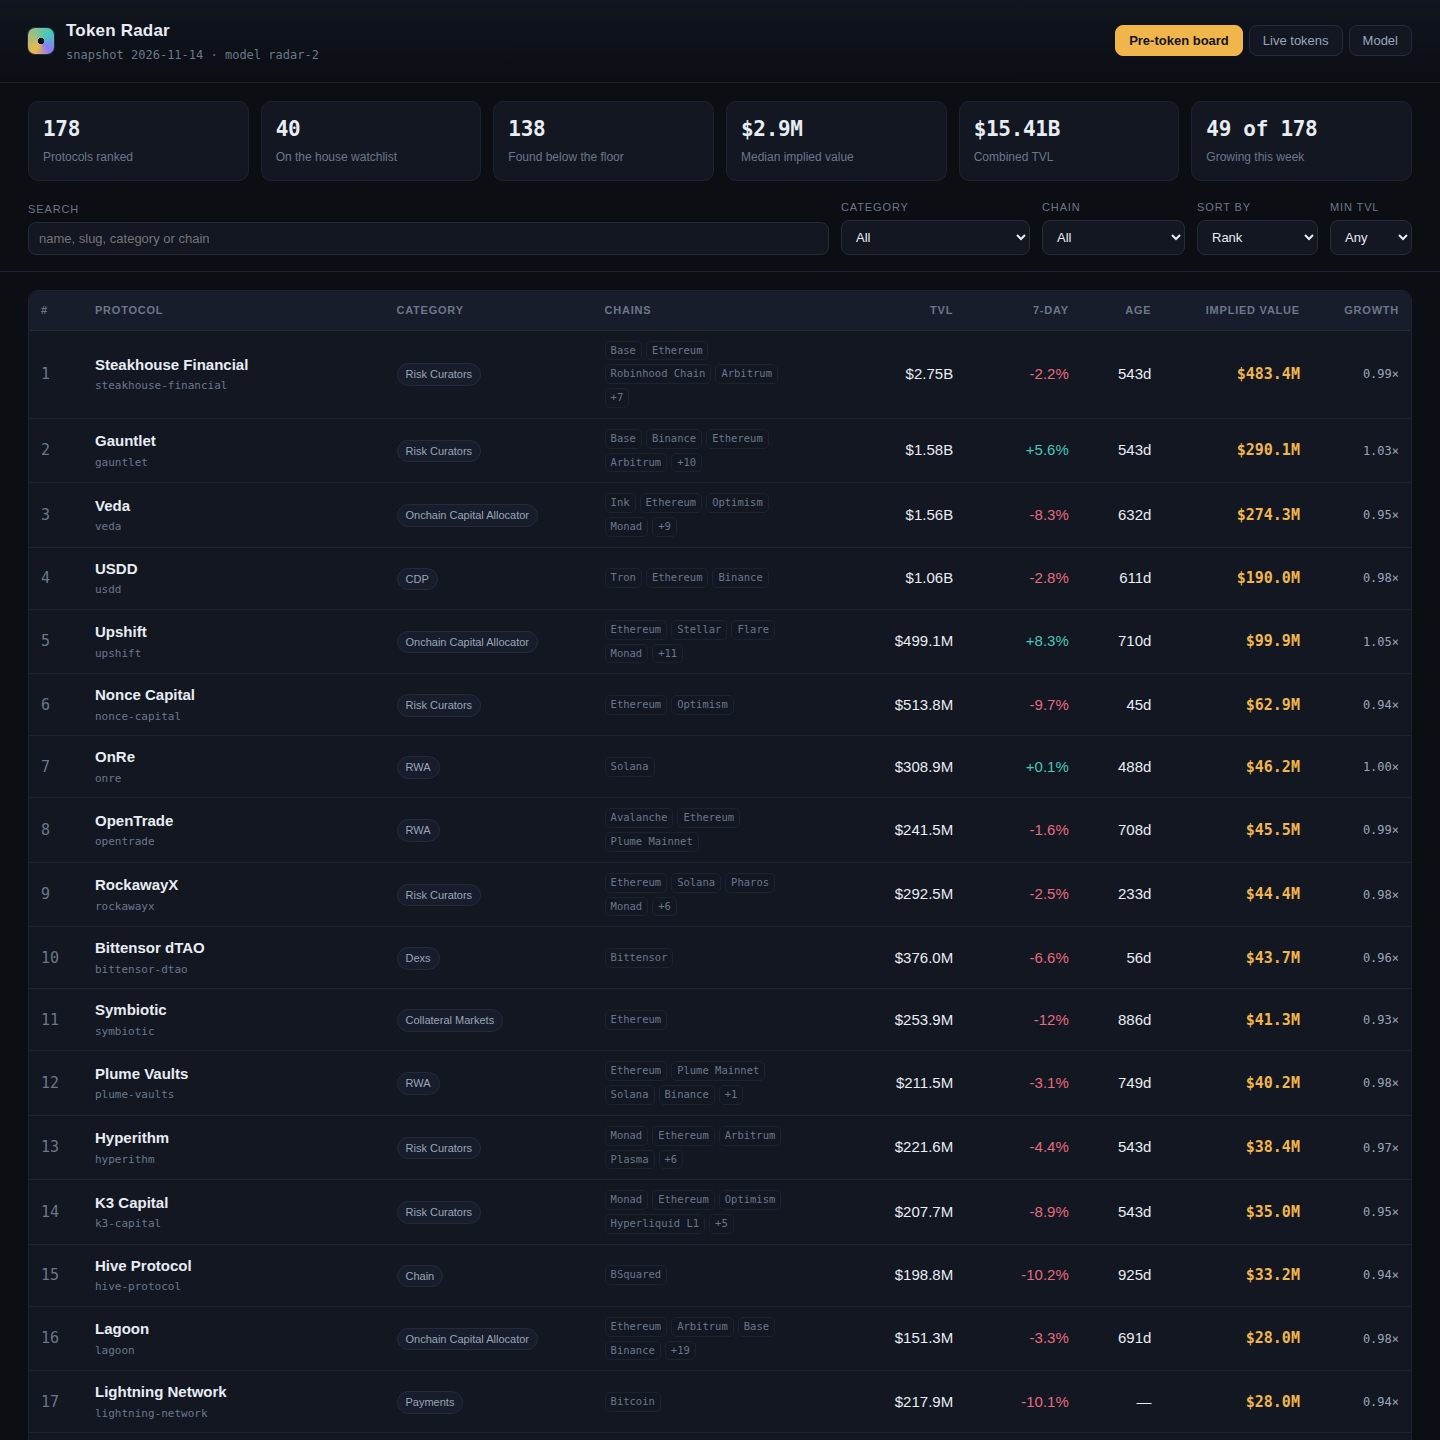 Token Radar
snapshot 2026-11-14 · model radar-2
Pre-token board
Live tokens
Model
178
Protocols ranked
40
On the house watchlist
138
Found below the floor
$2.9M
Median implied value
$15.41B
Combined TVL
49 of 178
Growing this week
SEARCH
name, slug, category or chain
CATEGORY
All
CHAIN
All
SORT BY
Rank
MIN TVL
Any
# PROTOCOL CATEGORY CHAINS TVL 7-DAY AGE IMPLIED VALUE GROWTH
1 Steakhouse Financial steakhouse-financial Risk Curators Base Ethereum Robinhood Chain Arbitrum +7 $2.75B -2.2% 543d $483.4M 0.99×
2 Gauntlet gauntlet Risk Curators Base Binance Ethereum Arbitrum +10 $1.58B +5.6% 543d $290.1M 1.03×
3 Veda veda Onchain Capital Allocator Ink Ethereum Optimism Monad +9 $1.56B -8.3% 632d $274.3M 0.95×
4 USDD usdd CDP Tron Ethereum Binance $1.06B -2.8% 611d $190.0M 0.98×
5 Upshift upshift Onchain Capital Allocator Ethereum Stellar Flare Monad +11 $499.1M +8.3% 710d $99.9M 1.05×
6 Nonce Capital nonce-capital Risk Curators Ethereum Optimism $513.8M -9.7% 45d $62.9M 0.94×
7 OnRe onre RWA Solana $308.9M +0.1% 488d $46.2M 1.00×
8 OpenTrade opentrade RWA Avalanche Ethereum Plume Mainnet $241.5M -1.6% 708d $45.5M 0.99×
9 RockawayX rockawayx Risk Curators Ethereum Solana Pharos Monad +6 $292.5M -2.5% 233d $44.4M 0.98×
10 Bittensor dTAO bittensor-dtao Dexs Bittensor $376.0M -6.6% 56d $43.7M 0.96×
11 Symbiotic symbiotic Collateral Markets Ethereum $253.9M -12% 886d $41.3M 0.93×
12 Plume Vaults plume-vaults RWA Ethereum Plume Mainnet Solana Binance +1 $211.5M -3.1% 749d $40.2M 0.98×
13 Hyperithm hyperithm Risk Curators Monad Ethereum Arbitrum Plasma +6 $221.6M -4.4% 543d $38.4M 0.97×
14 K3 Capital k3-capital Risk Curators Monad Ethereum Optimism Hyperliquid L1 +5 $207.7M -8.9% 543d $35.0M 0.95×
15 Hive Protocol hive-protocol Chain BSquared $198.8M -10.2% 925d $33.2M 0.94×
16 Lagoon lagoon Onchain Capital Allocator Ethereum Arbitrum Base Binance +19 $151.3M -3.3% 691d $28.0M 0.98×
17 Lightning Network lightning-network Payments Bitcoin $217.9M -10.1% — $28.0M 0.94×